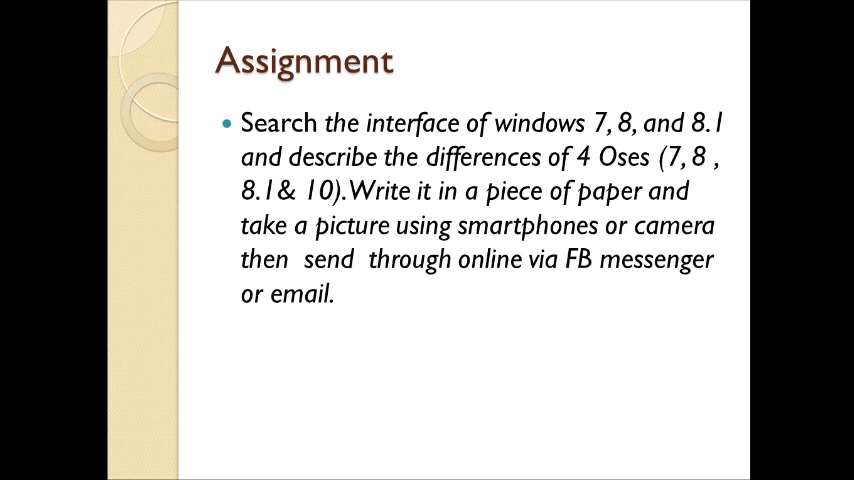 Assignment
• Search the interface of windows 7, 8, and 8.1
and describe the differences of 4 Oses (7, 8 ,
8.1& 10). Write it in a piece of paper and
take a picture using smartphones or camera
then send through online via FB messenger
or email.